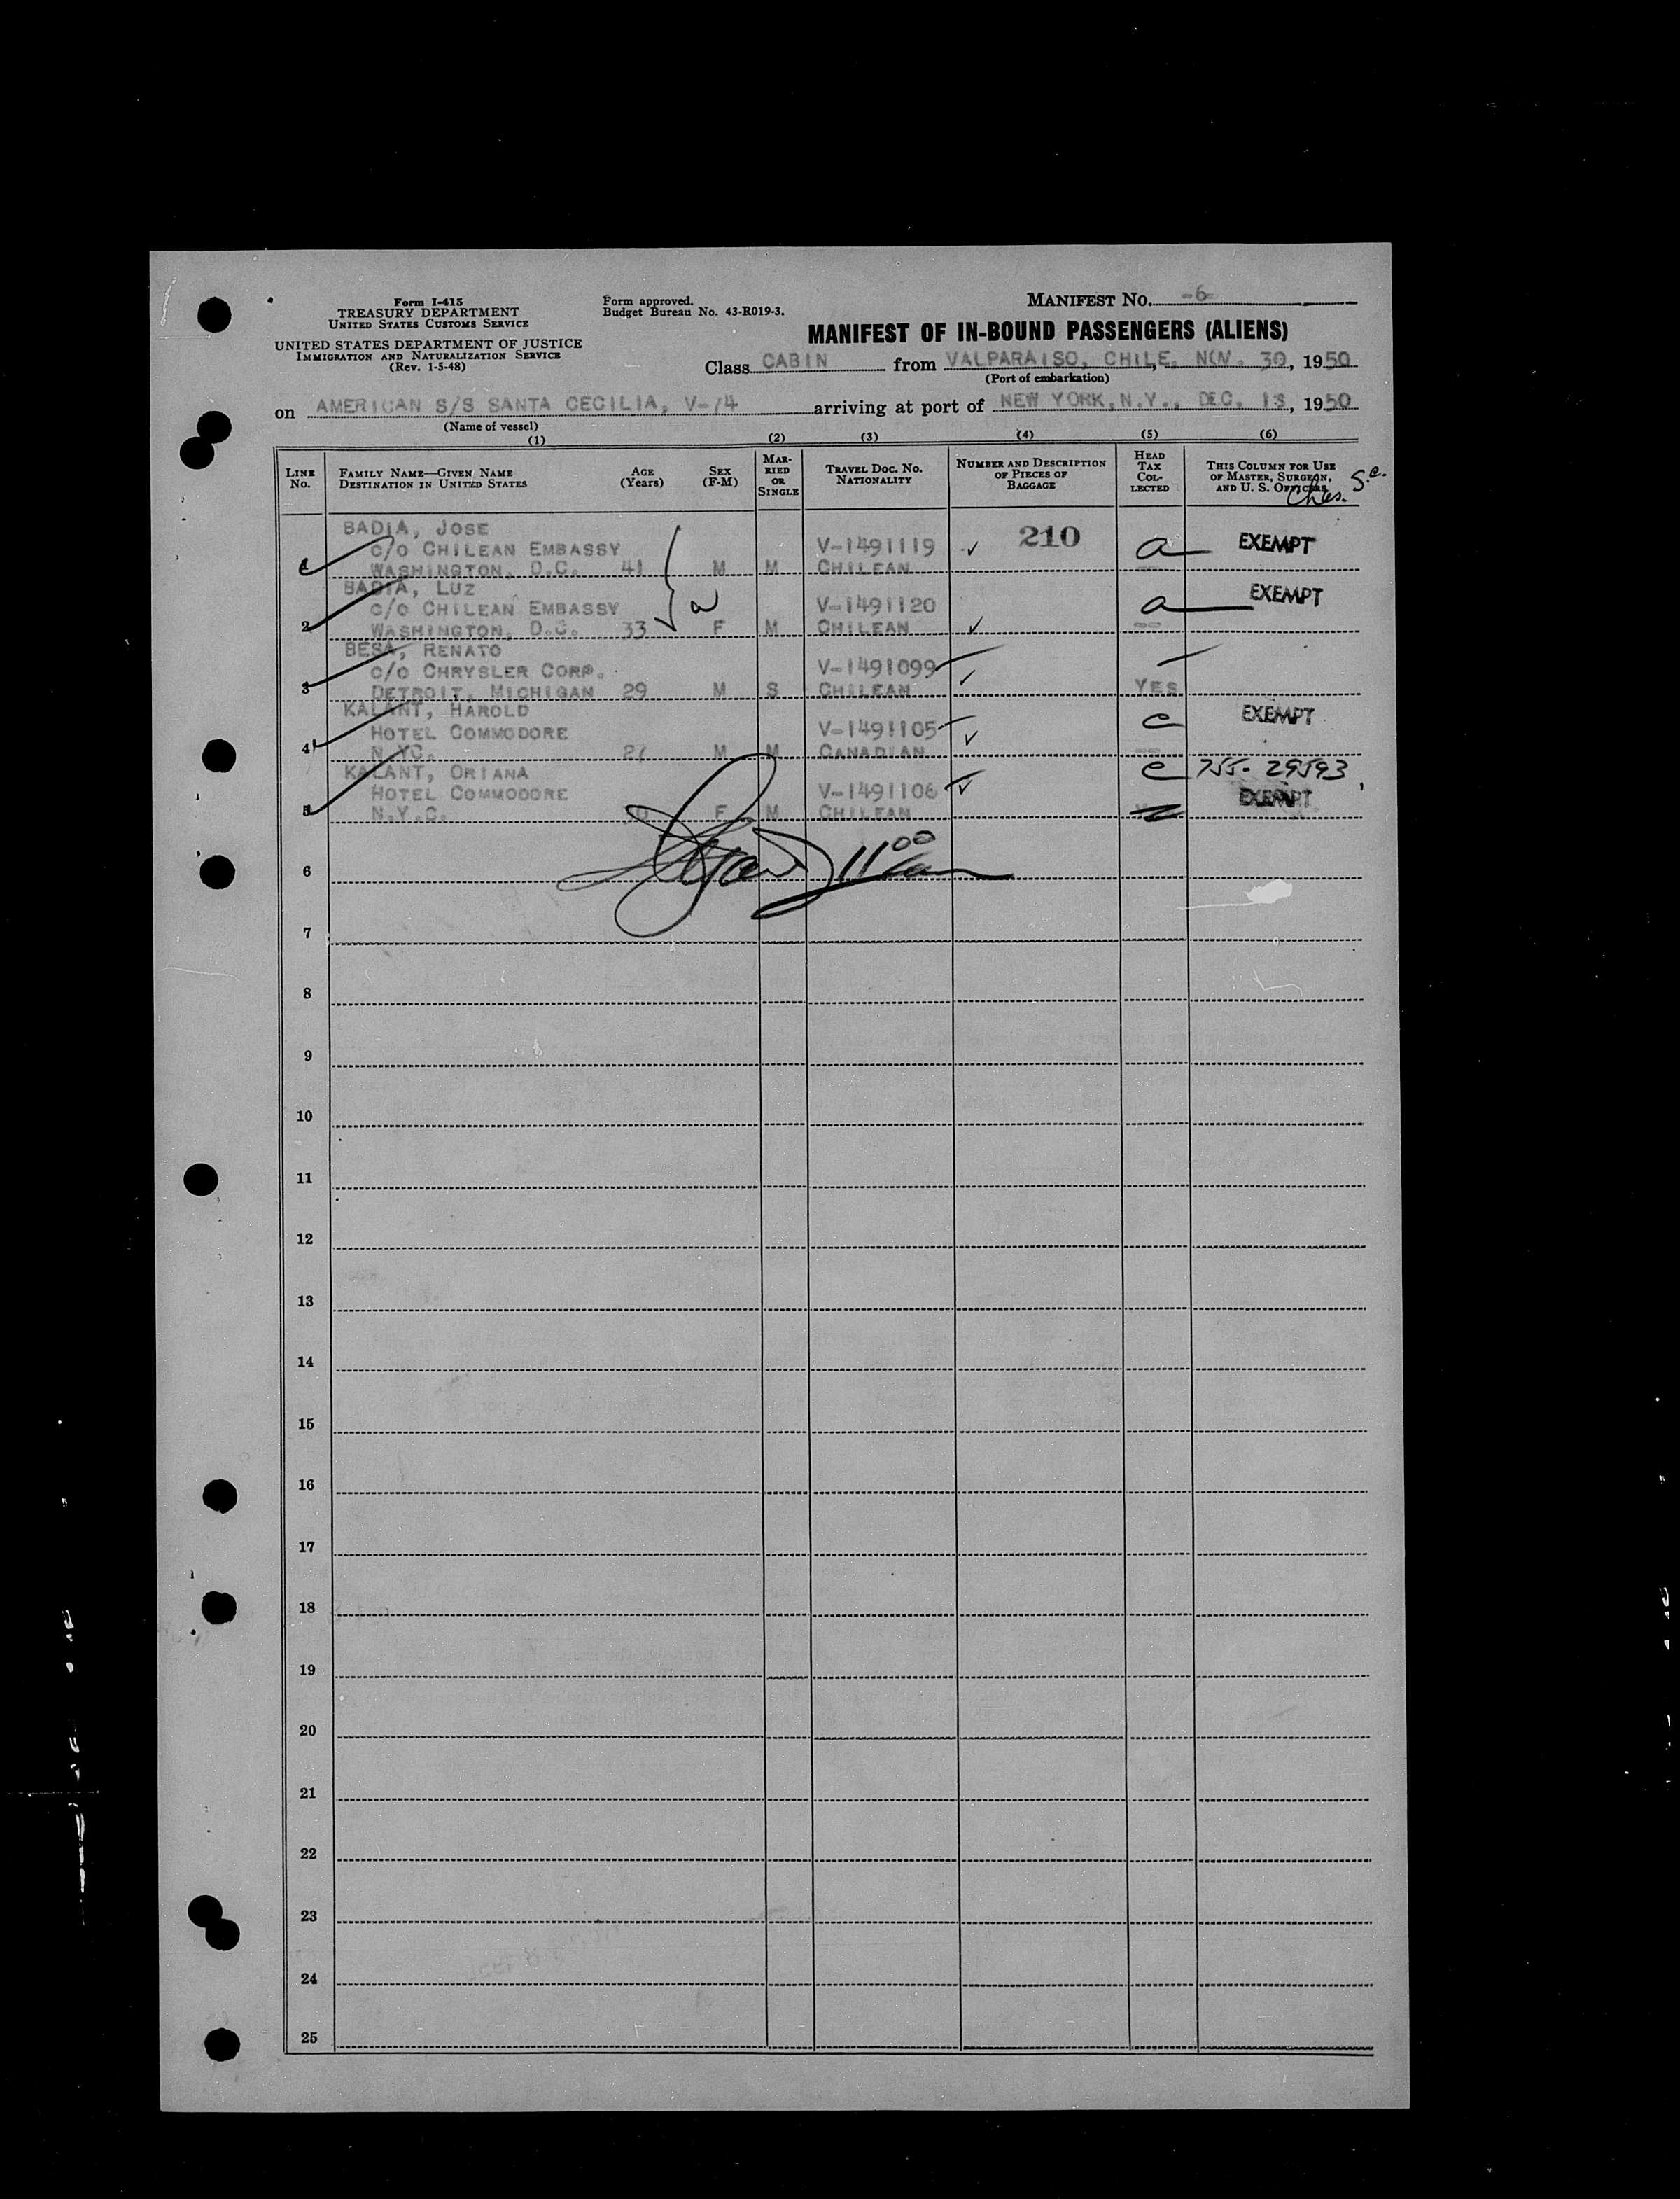 Form I-415
TREASURY DEPARTMENT
UNITED STATES CUSTOMS SERVICE
UNITED STATES DEPARTMENT OF JUSTICE
IMMIGRATION AND NATURALIZATION SERVICE
(Rev. 1-5-48)
Form approved.
Budget Bureau No. 43-R019-3.
MANIFEST NO. -6-
MANIFEST OF IN-BOUND PASSENGERS (ALIENS)
Class CABIN from VALPARAISO, CHILE, NOV. 30, 1950
(Port of embarkation)
on AMERICAN S/S SANTA CECILIA, V-74 arriving at port of NEW YORK, N.Y., DEC. 18, 1950
(Name of vessel)
(1) (2) (3) (4) (5) (6)
LINE NO. FAMILY NAME—GIVEN NAME DESTINATION IN UNITED STATES AGE (Years) SEX (F-M) MARRIED OR SINGLE TRAVEL DOC. NO. NATIONALITY NUMBER AND DESCRIPTION OF PIECES OF BAGGAGE HEAD TAX COLLECTED THIS COLUMN FOR USE OF MASTER, SURGEON, AND U. S. OFFICERS
Chas. S.C.
BADIA, JOSE
C/O CHILEAN EMBASSY V-1491119 ✓ 210 a EXEMPT
1 WASHINGTON, D.C. 41 M M CHILEAN
BADIA, LUZ
C/O CHILEAN EMBASSY a V-1491120 a EXEMPT
2 WASHINGTON, D.C. 33 F M CHILEAN ✓ --
BESA, RENATO
C/O CHRYSLER CORP. V-1491099 ✓
3 DETROIT, MICHIGAN 29 M S CHILEAN YES
KALANT, HAROLD
HOTEL COMMODORE V-1491105 ✓ e EXEMPT
4 N.YC. M M CANADIAN --
KALANT, ORIANA e 755-29593
HOTEL COMMODORE V-1491106 ✓ EXEMPT
5 N.Y.C. F M CHILEAN
6 1100
7
8
9
10
11
12
13
14
15
16
17
18
19
20
21
22
23
24
25